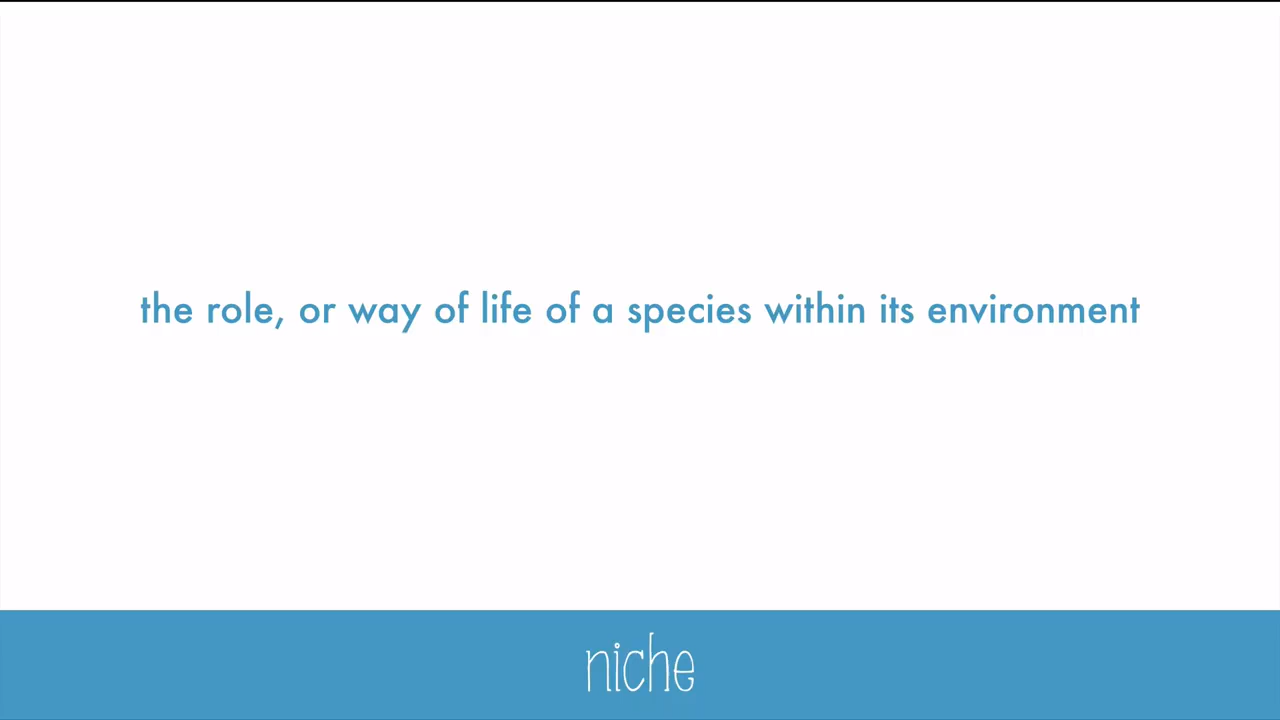 the role, or way of life of a species within its environment
niche